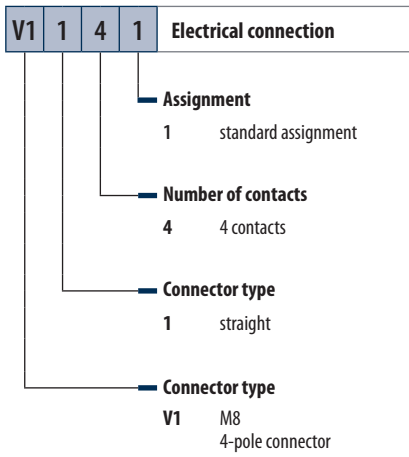 V1 1 4 1 Electrical connection
Assignment
1 standard assignment
Number of contacts
4 4 contacts
Connector type
1 straight
Connector type
V1 M8
4-pole connector